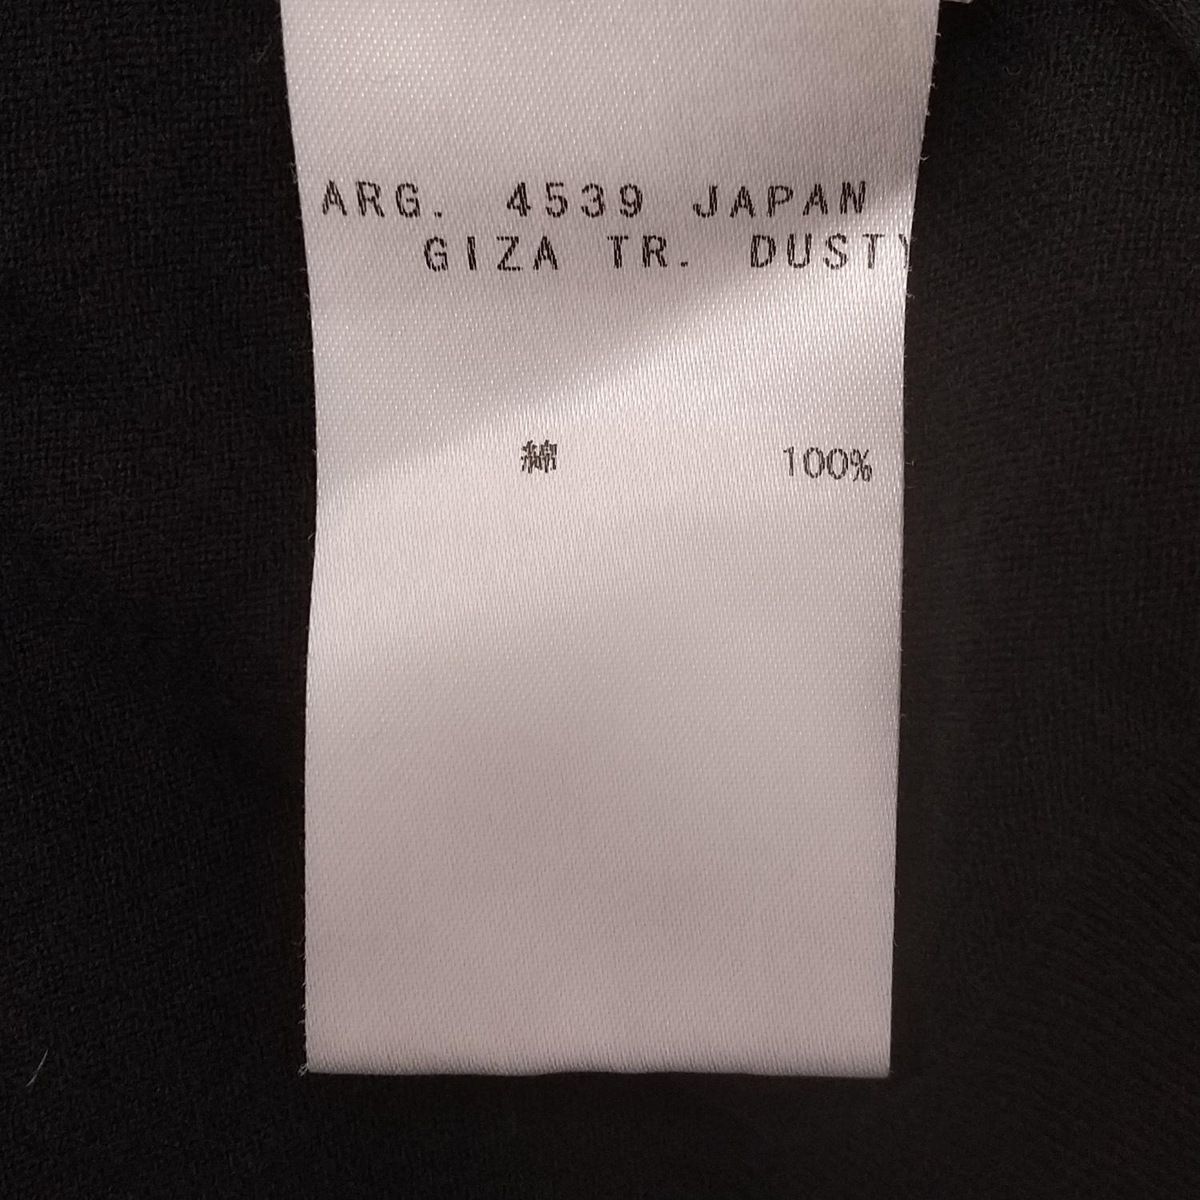 ARG. 4539 JAPAN
GIZA TR. DUSTY
綿 100%